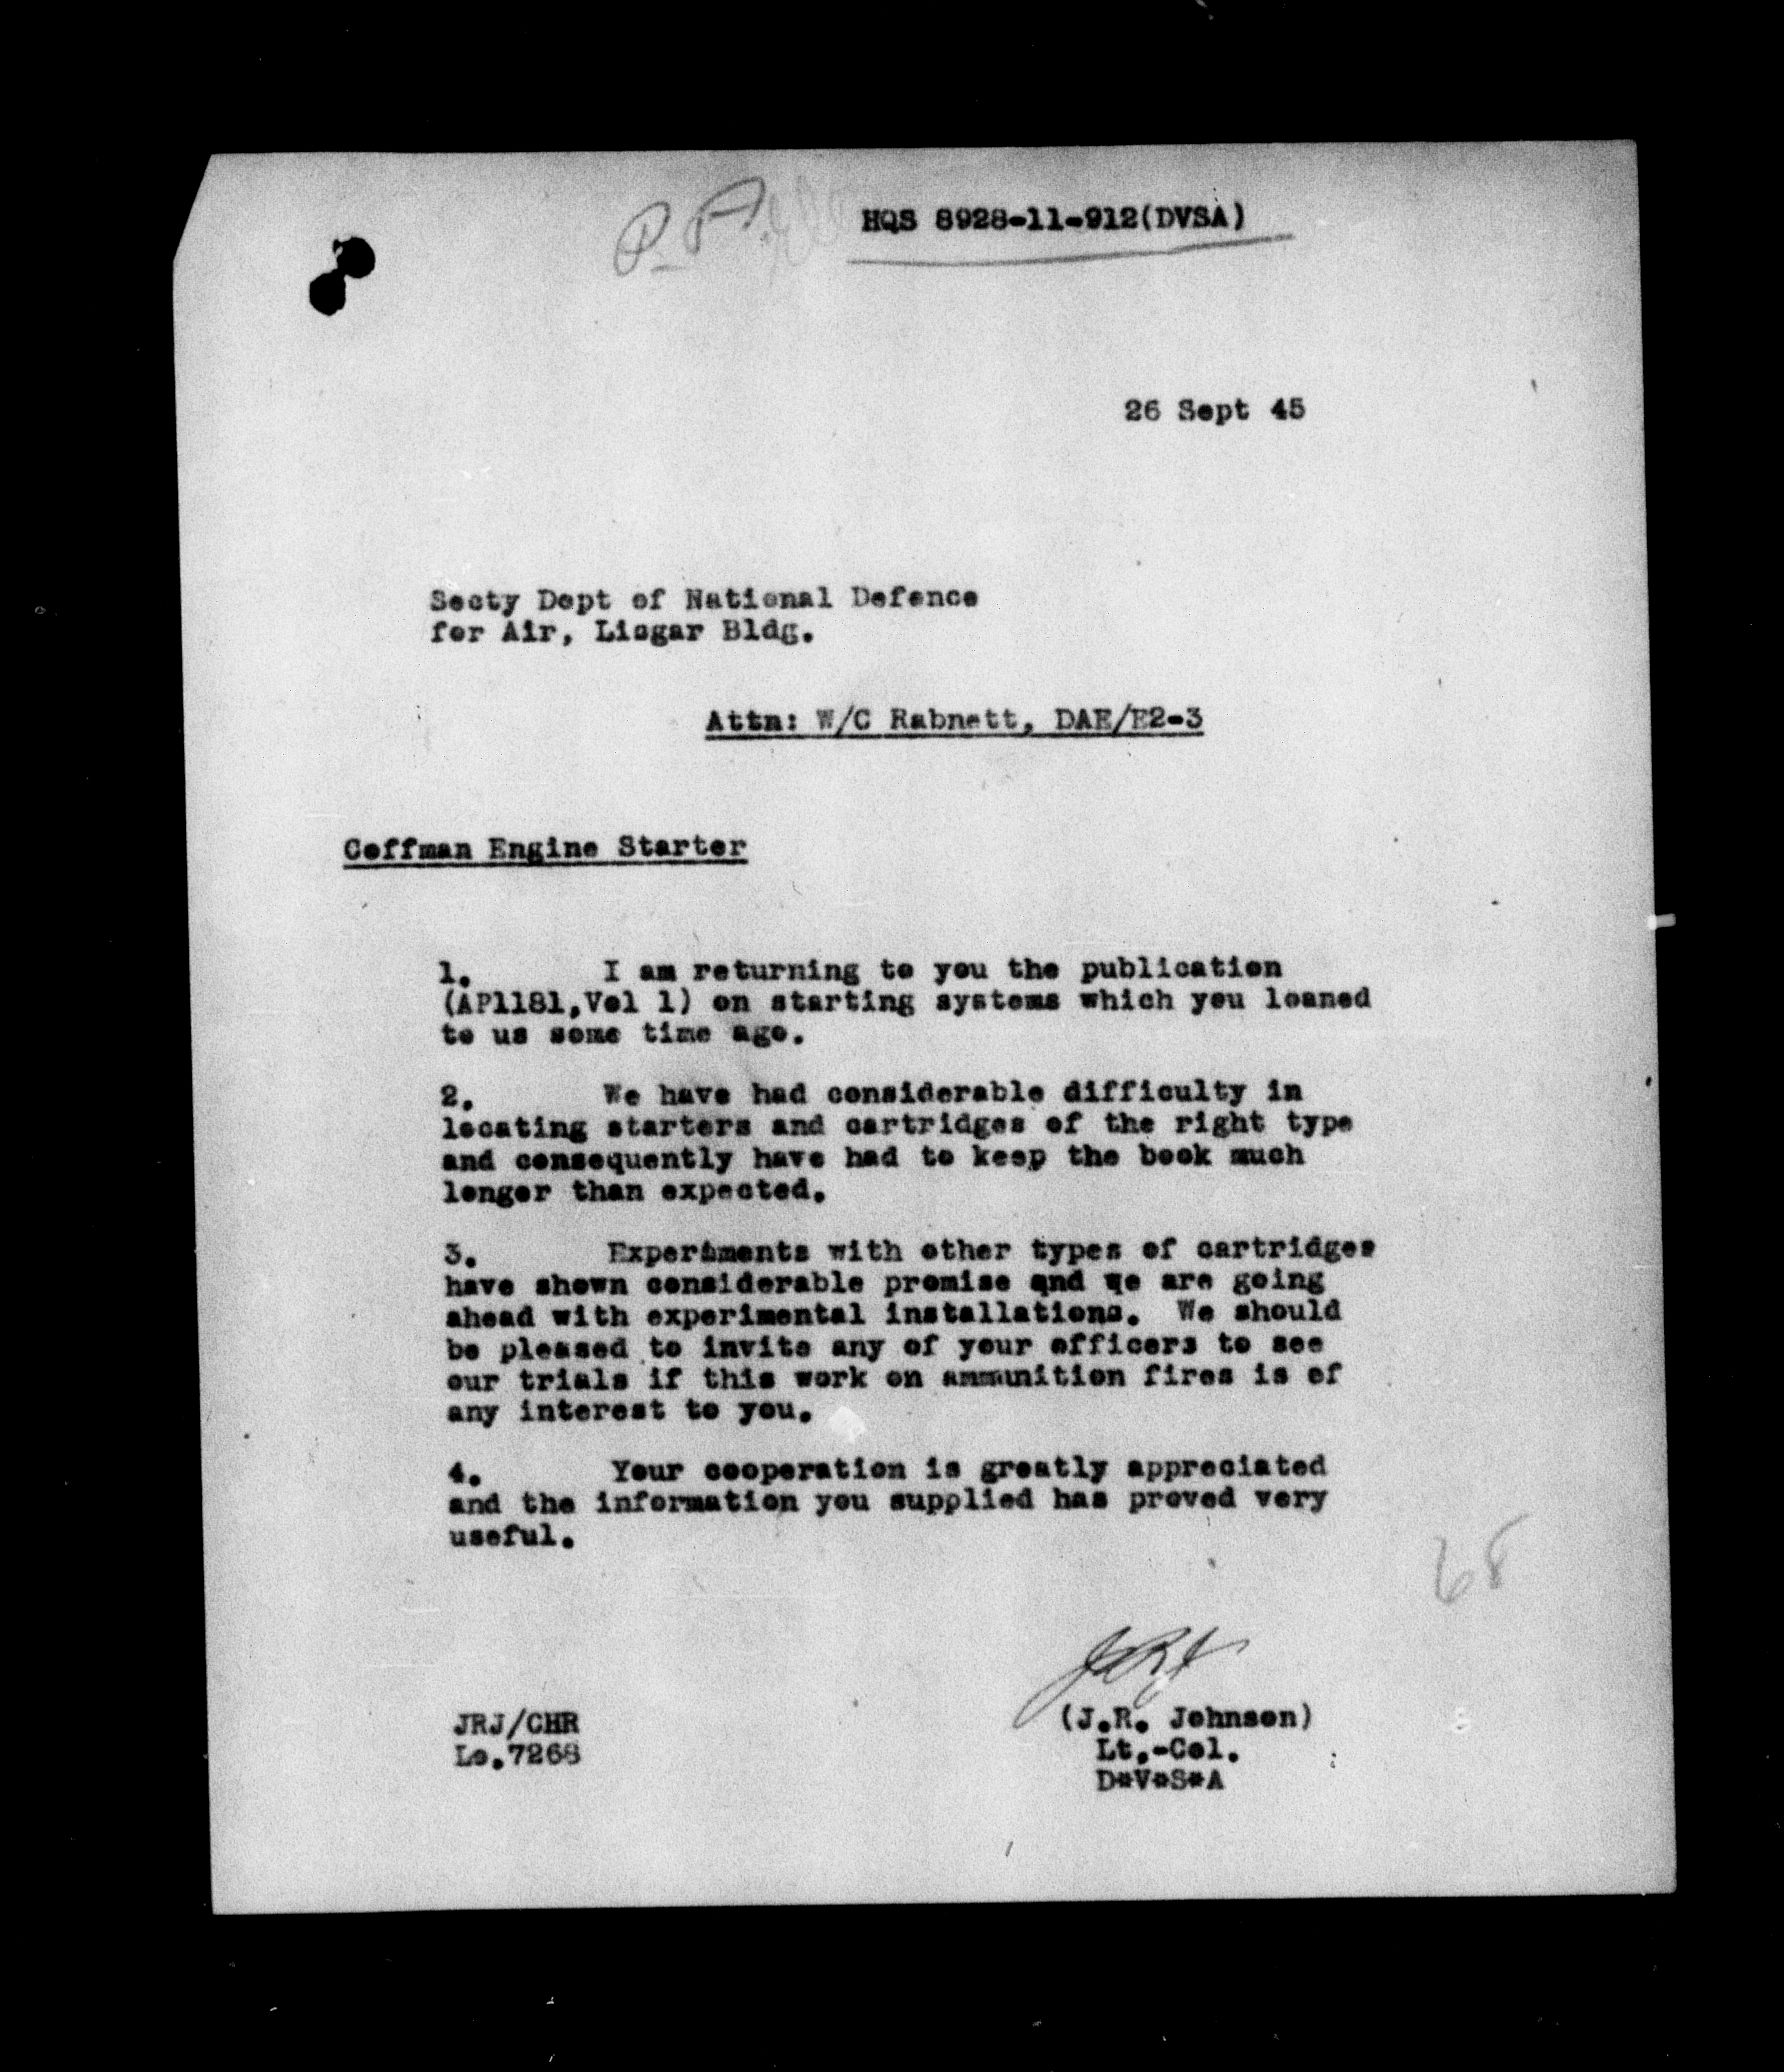 P.A.
HQS 8928-11-912(DVSA)
26 Sept 45
Secty Dept of National Defence
for Air, Lisgar Bldg.
Attn: W/C Rabnett, DAE/E2-3
Coffman Engine Starter
1. I am returning to you the publication
(AP1181,Vol 1) on starting systems which you loaned
to us some time ago.
2. We have had considerable difficulty in
locating starters and cartridges of the right type
and consequently have had to keep the book much
longer than expected.
3. Experiments with other types of cartridges
have shown considerable promise and we are going
ahead with experimental installations. We should
be pleased to invite any of your officers to see
our trials if this work on ammunition fires is of
any interest to you.
4. Your cooperation is greatly appreciated
and the information you supplied has proved very
useful.
68
JRJ
JRJ/CHR
Lo.7268
(J.R. Johnson)
Lt.-Col.
D*V*S*A